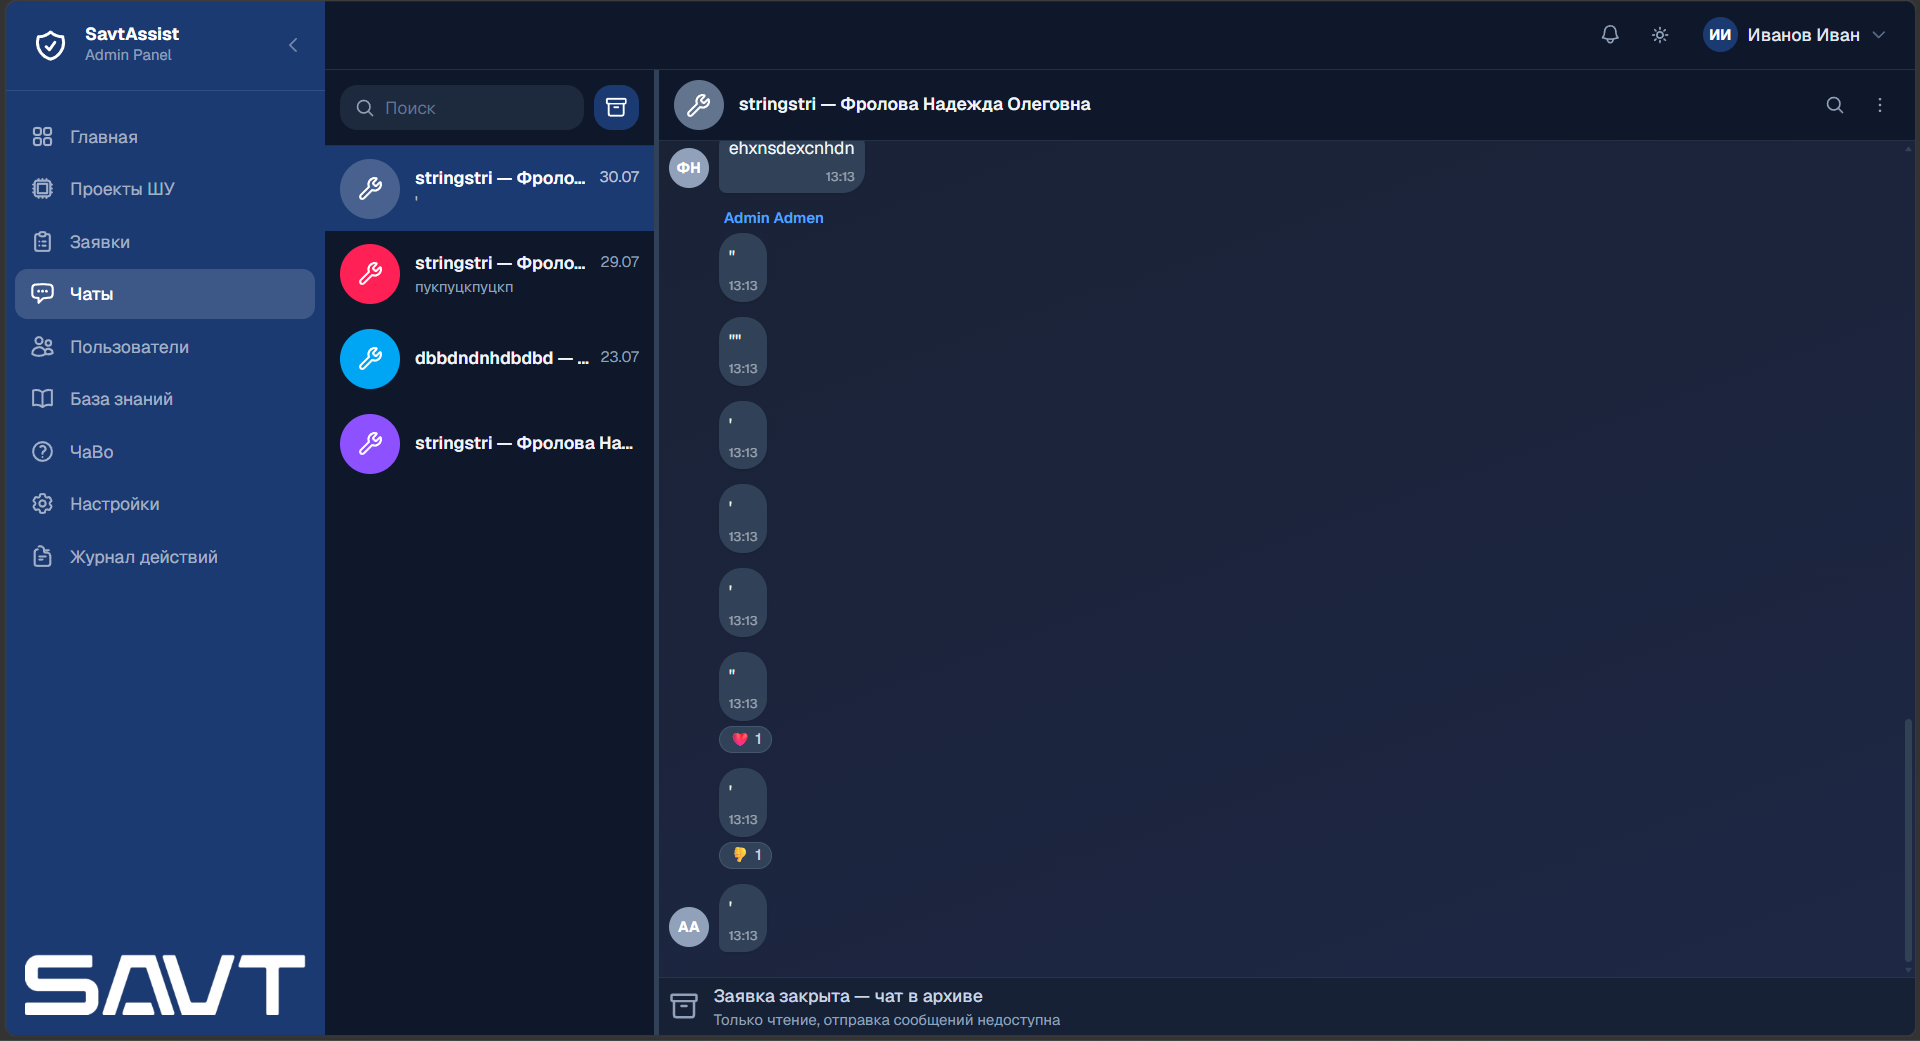 SavtAssist
Admin Panel
Главная
Проекты ШУ
Заявки
Чаты
Пользователи
База знаний
ЧаВо
Настройки
Журнал действий
SAVT
ИИ Иванов Иван
Поиск
stringstri — Фроло... 30.07
'
stringstri — Фроло... 29.07
пукпуцкпуцкп
dbbdndnhdbdbd — ... 23.07
stringstri — Фролова На...
stringstri — Фролова Надежда Олеговна
ФН
ehxnsdexcnhdn
13:13
Admin Admen
"
13:13
""
13:13
'
13:13
'
13:13
'
13:13
"
13:13
❤️ 1
'
13:13
👎 1
'
АА
13:13
Заявка закрыта — чат в архиве
Только чтение, отправка сообщений недоступна